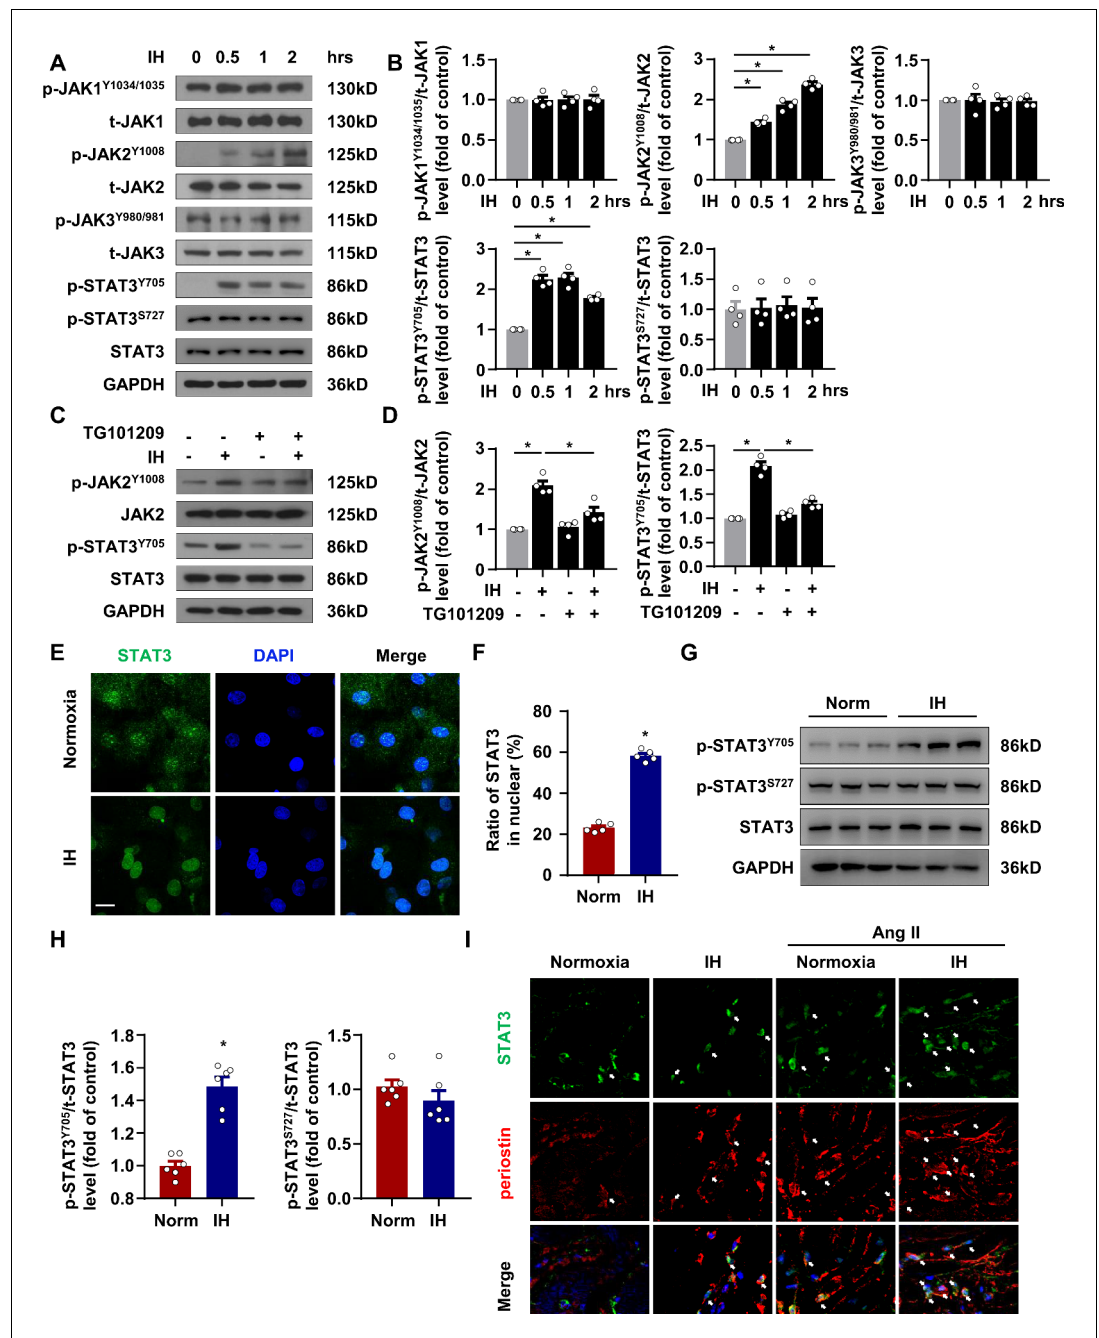 A
IH 0 0.5 1 2 hrs
p-JAK1Y1034/1035 130kD
t-JAK1 130kD
p-JAK2Y1008 125kD
t-JAK2 125kD
p-JAK3Y980/981 115kD
t-JAK3 115kD
p-STAT3Y705 86kD
p-STAT3S727 86kD
STAT3 86kD
GAPDH 36kD
B
p-JAK1Y1034/1035/t-JAK1
level (fold of control)
1.5
1.0
0.5
0.0
IH 0 0.5 1 2 hrs
p-JAK2Y1008/t-JAK2
level (fold of control)
3
2
1
0
* * *
IH 0 0.5 1 2 hrs
p-JAK3Y980/981/t-JAK3
level (fold of control)
1.5
1.0
0.5
0.0
IH 0 0.5 1 2 hrs
p-STAT3Y705/t-STAT3
level (fold of control)
3
2
1
0
* * *
IH 0 0.5 1 2 hrs
p-STAT3S727/t-STAT3
level (fold of control)
2.0
1.5
1.0
0.5
0.0
IH 0 0.5 1 2 hrs
C
TG101209 - - + +
IH - + - +
p-JAK2Y1008 125kD
JAK2 125kD
p-STAT3Y705 86kD
STAT3 86kD
GAPDH 36kD
D
p-JAK2Y1008/t-JAK2
level (fold of control)
3
2
1
0
* *
IH - + - +
TG101209 - - + +
p-STAT3Y705/t-STAT3
level (fold of control)
2.5
2.0
1.5
1.0
0.5
0.0
* *
IH - + - +
TG101209 - - + +
E
STAT3 DAPI Merge
Normoxia
IH
F
Ratio of STAT3
in nuclear (%)
80
60
40
20
0
*
Norm IH
G
Norm IH
p-STAT3Y705 86kD
p-STAT3S727 86kD
STAT3 86kD
GAPDH 36kD
H
p-STAT3Y705/t-STAT3
level (fold of control)
1.8
1.6
1.4
1.2
1.0
0.8
*
Norm IH
p-STAT3S727/t-STAT3
level (fold of control)
1.5
1.0
0.5
0.0
Norm IH
I
Ang II
Normoxia IH Normoxia IH
STAT3
periostin
Merge